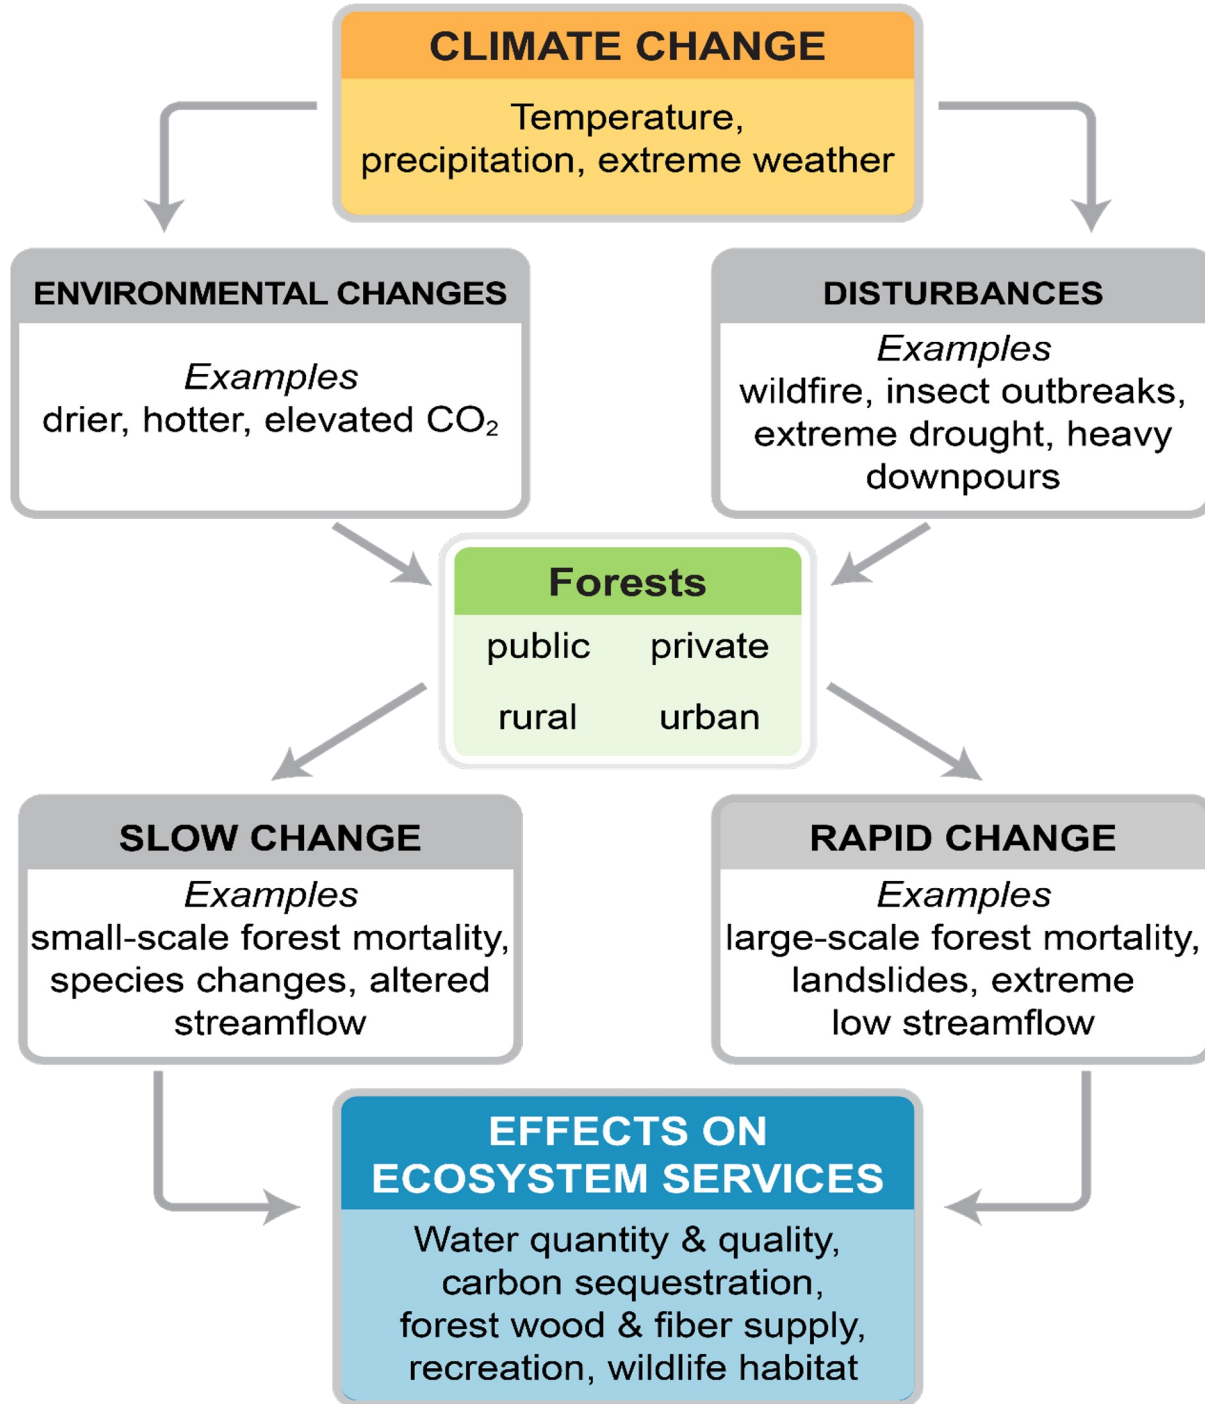 CLIMATE CHANGE
Temperature,
precipitation, extreme weather
ENVIRONMENTAL CHANGES
Examples
drier, hotter, elevated CO₂
DISTURBANCES
Examples
wildfire, insect outbreaks,
extreme drought, heavy
downpours
Forests
public private
rural urban
SLOW CHANGE
Examples
small-scale forest mortality,
species changes, altered
streamflow
RAPID CHANGE
Examples
large-scale forest mortality,
landslides, extreme
low streamflow
EFFECTS ON
ECOSYSTEM SERVICES
Water quantity & quality,
carbon sequestration,
forest wood & fiber supply,
recreation, wildlife habitat